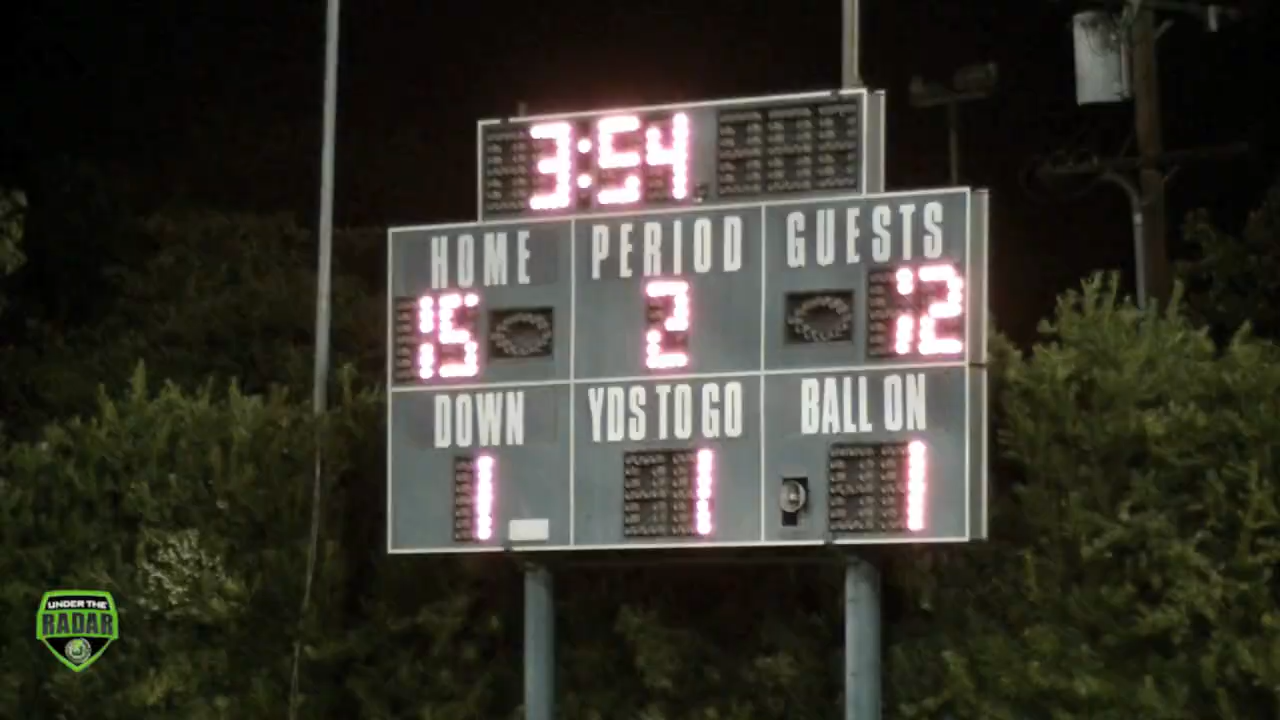 3:54
HOME PERIOD GUESTS
15 2 12
DOWN YDS TO GO BALL ON
1 1 1
UNDER THE
RADAR